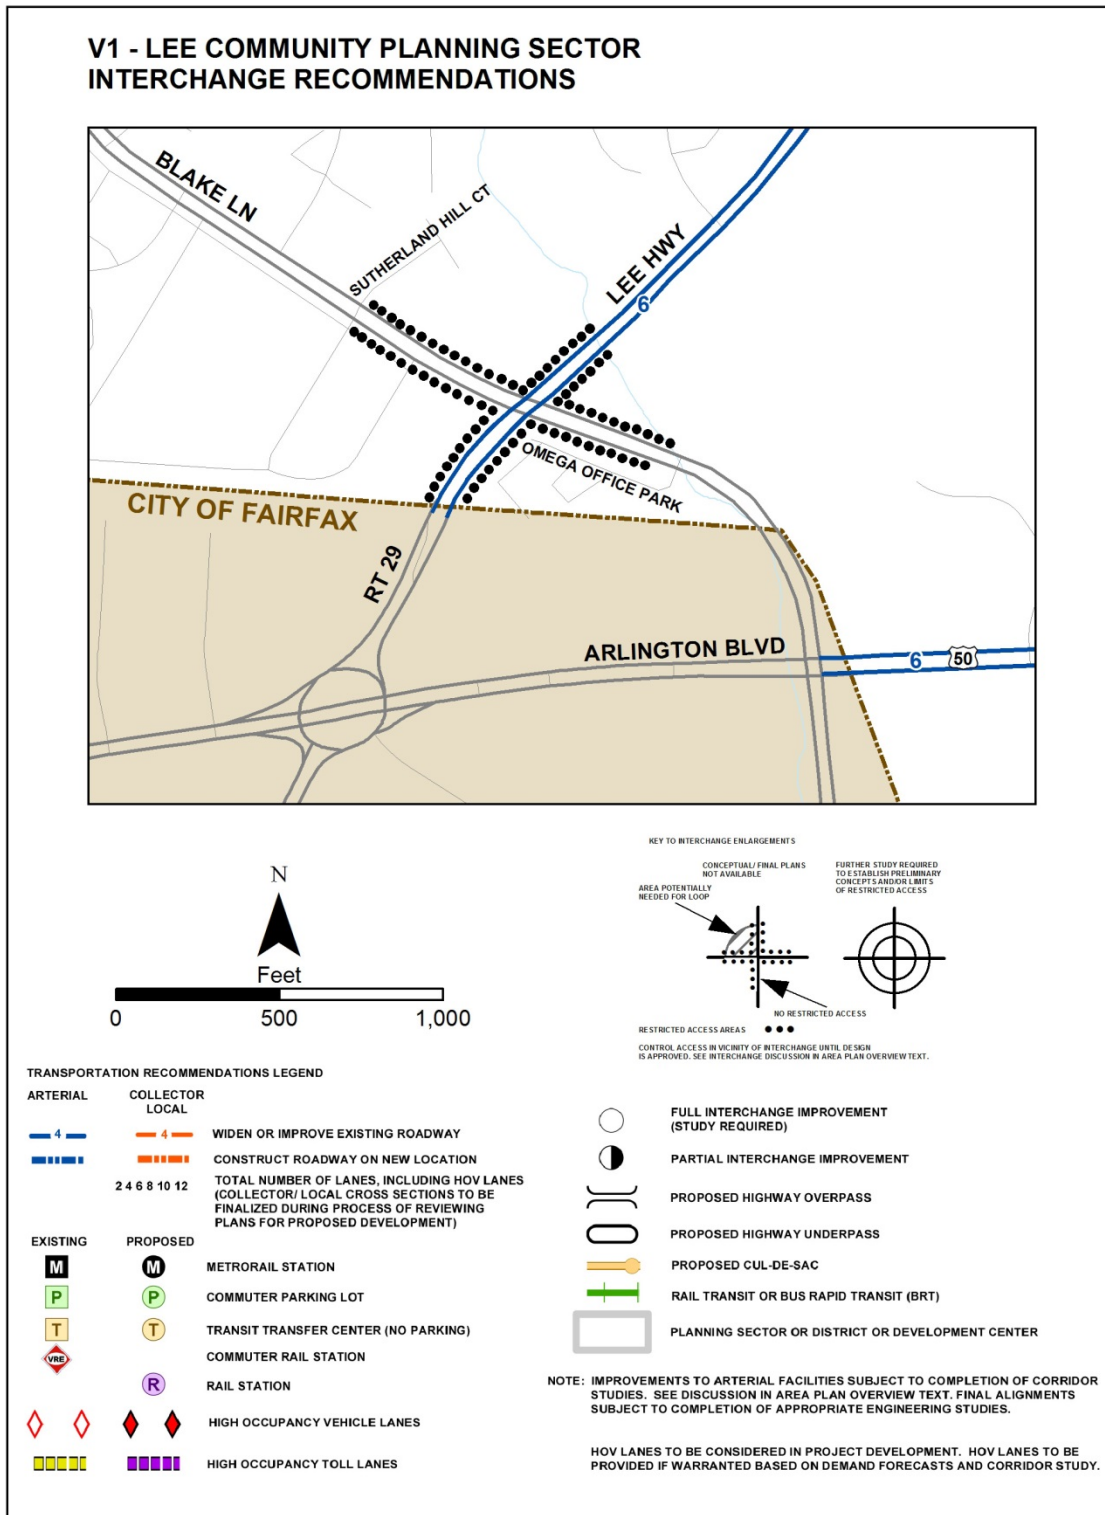 V1 - LEE COMMUNITY PLANNING SECTOR
INTERCHANGE RECOMMENDATIONS
BLAKE LN
SUTHERLAND HILL CT
LEE HWY
6
OMEGA OFFICE PARK
CITY OF FAIRFAX
RT 29
ARLINGTON BLVD
6
50
N
Feet
0 500 1,000
KEY TO INTERCHANGE ENLARGEMENTS
CONCEPTUAL/ FINAL PLANS
NOT AVAILABLE
AREA POTENTIALLY
NEEDED FOR LOOP
FURTHER STUDY REQUIRED
TO ESTABLISH PRELIMINARY
CONCEPTS AND/OR LIMITS
OF RESTRICTED ACCESS
NO RESTRICTED ACCESS
RESTRICTED ACCESS AREAS
CONTROL ACCESS IN VICINITY OF INTERCHANGE UNTIL DESIGN
IS APPROVED. SEE INTERCHANGE DISCUSSION IN AREA PLAN OVERVIEW TEXT.
TRANSPORTATION RECOMMENDATIONS LEGEND
ARTERIAL
COLLECTOR
LOCAL
4 4 WIDEN OR IMPROVE EXISTING ROADWAY
CONSTRUCT ROADWAY ON NEW LOCATION
2 4 6 8 10 12 TOTAL NUMBER OF LANES, INCLUDING HOV LANES
(COLLECTOR/ LOCAL CROSS SECTIONS TO BE
FINALIZED DURING PROCESS OF REVIEWING
PLANS FOR PROPOSED DEVELOPMENT)
EXISTING PROPOSED
M M METRORAIL STATION
P P COMMUTER PARKING LOT
T T TRANSIT TRANSFER CENTER (NO PARKING)
VRE COMMUTER RAIL STATION
R RAIL STATION
HIGH OCCUPANCY VEHICLE LANES
HIGH OCCUPANCY TOLL LANES
FULL INTERCHANGE IMPROVEMENT
(STUDY REQUIRED)
PARTIAL INTERCHANGE IMPROVEMENT
PROPOSED HIGHWAY OVERPASS
PROPOSED HIGHWAY UNDERPASS
PROPOSED CUL-DE-SAC
RAIL TRANSIT OR BUS RAPID TRANSIT (BRT)
PLANNING SECTOR OR DISTRICT OR DEVELOPMENT CENTER
NOTE: IMPROVEMENTS TO ARTERIAL FACILITIES SUBJECT TO COMPLETION OF CORRIDOR
STUDIES. SEE DISCUSSION IN AREA PLAN OVERVIEW TEXT. FINAL ALIGNMENTS
SUBJECT TO COMPLETION OF APPROPRIATE ENGINEERING STUDIES.
HOV LANES TO BE CONSIDERED IN PROJECT DEVELOPMENT. HOV LANES TO BE
PROVIDED IF WARRANTED BASED ON DEMAND FORECASTS AND CORRIDOR STUDY.